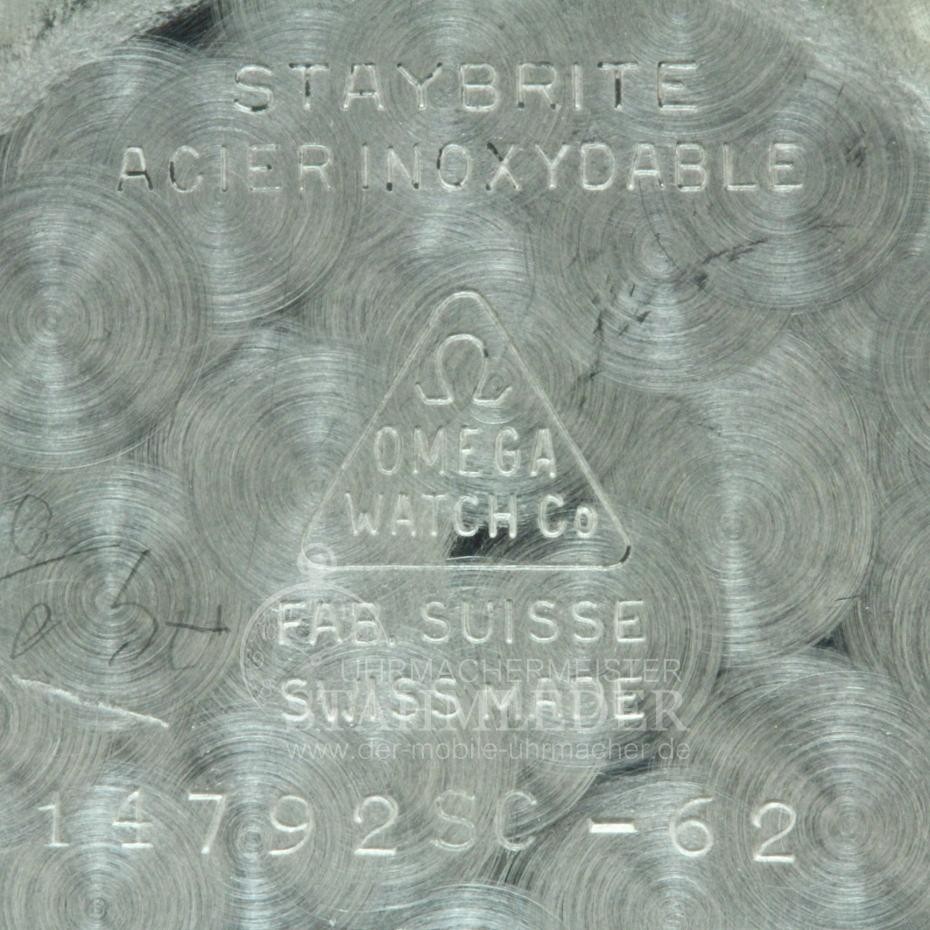 STAYBRITE
ACIER INOXYDABLE
Ω
OMEGA
WATCH Co
FAB. SUISSE
UHRMACHERMEISTER
SWISS MADE
www.der-mobile-uhrmacher.de
14792 SC - 62